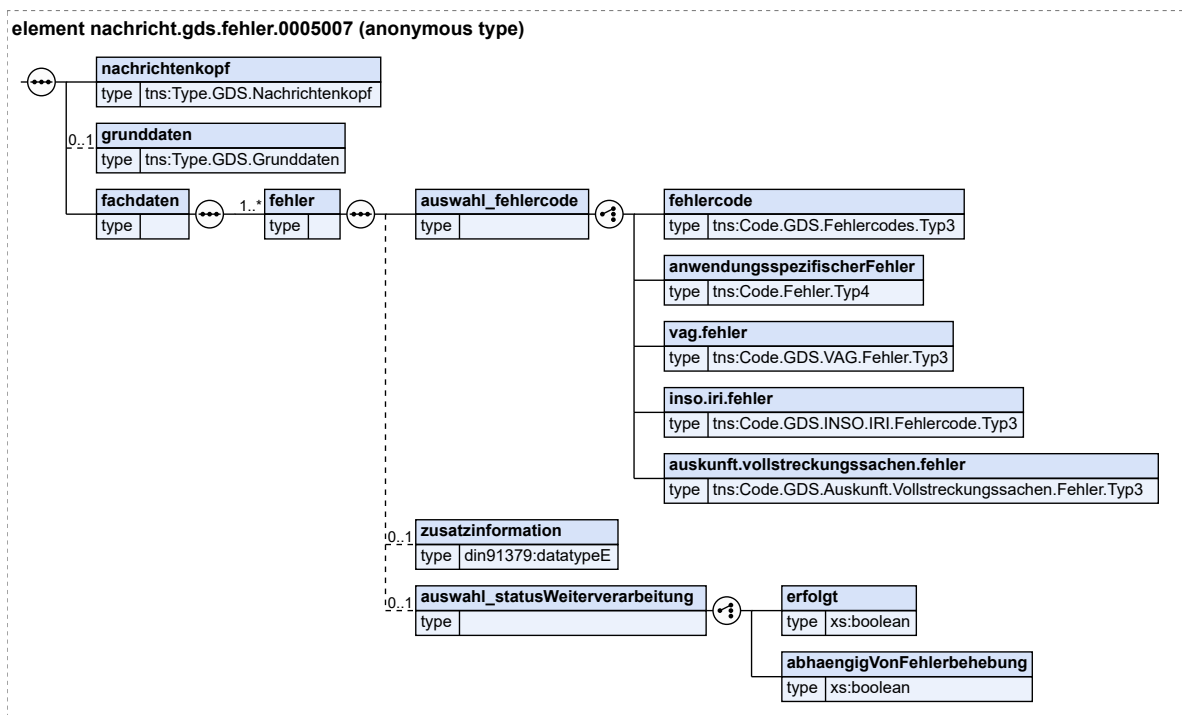 element nachricht.gds.fehler.0005007 (anonymous type)
nachrichtenkopf
type tns:Type.GDS.Nachrichtenkopf
0..1 grunddaten
type tns:Type.GDS.Grunddaten
fachdaten 1..* fehler auswahl_fehlercode fehlercode
type type type type tns:Code.GDS.Fehlercodes.Typ3
anwendungsspezifischerFehler
type tns:Code.Fehler.Typ4
vag.fehler
type tns:Code.GDS.VAG.Fehler.Typ3
inso.iri.fehler
type tns:Code.GDS.INSO.IRI.Fehlercode.Typ3
auskunft.vollstreckungssachen.fehler
type tns:Code.GDS.Auskunft.Vollstreckungssachen.Fehler.Typ3
0..1 zusatzinformation
type din91379:datatypeE
0..1 auswahl_statusWeiterverarbeitung erfolgt
type type xs:boolean
abhaengigVonFehlerbehebung
type xs:boolean